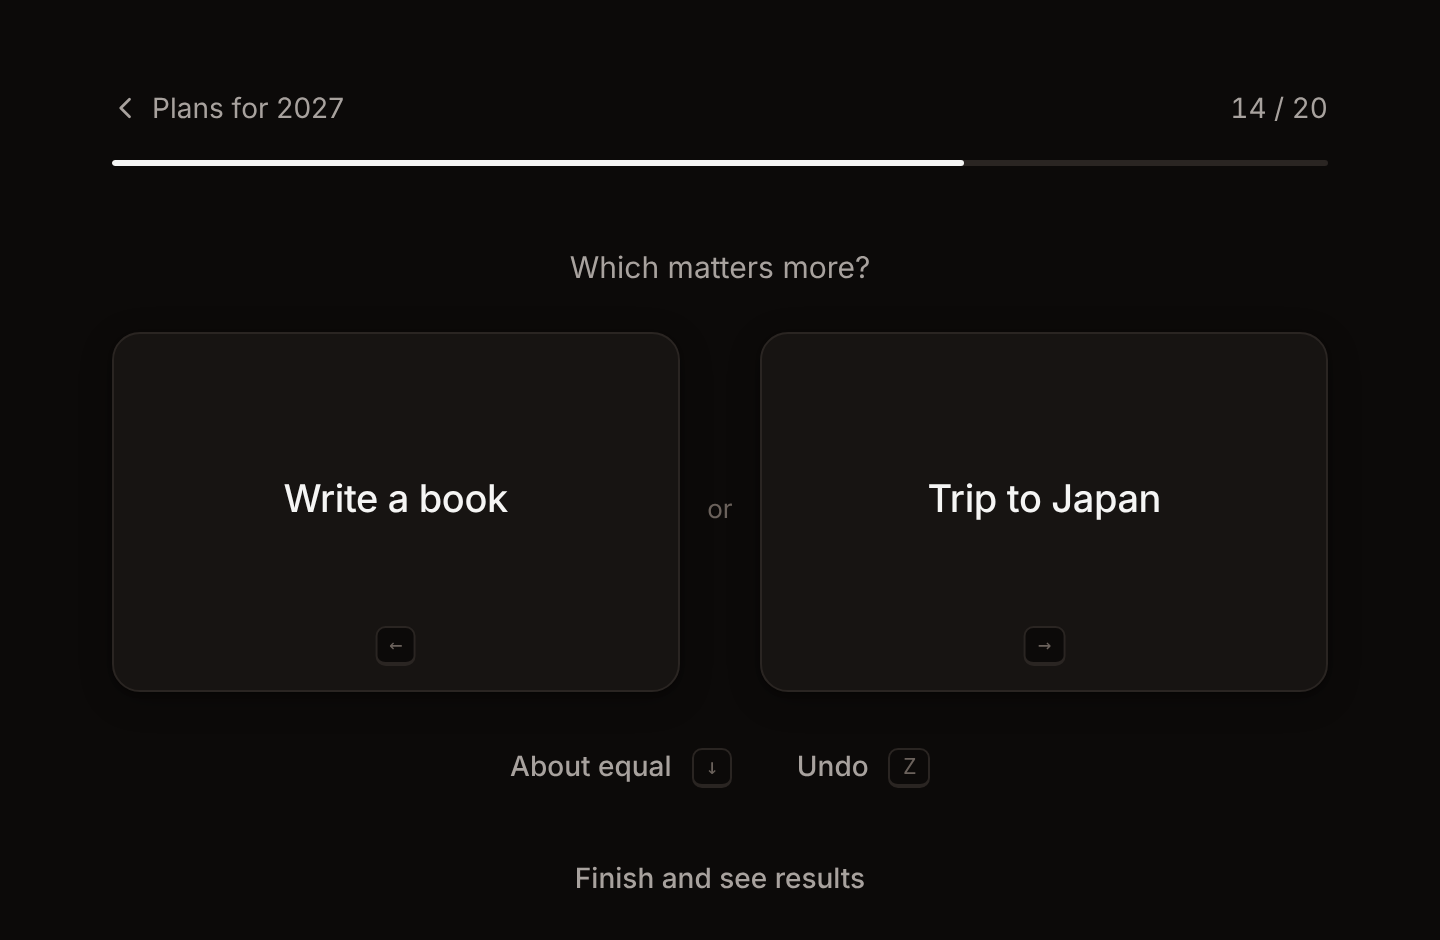 Plans for 2027
14 / 20
Which matters more?
Write a book
or
Trip to Japan
←
→
About equal ↓
Undo Z
Finish and see results